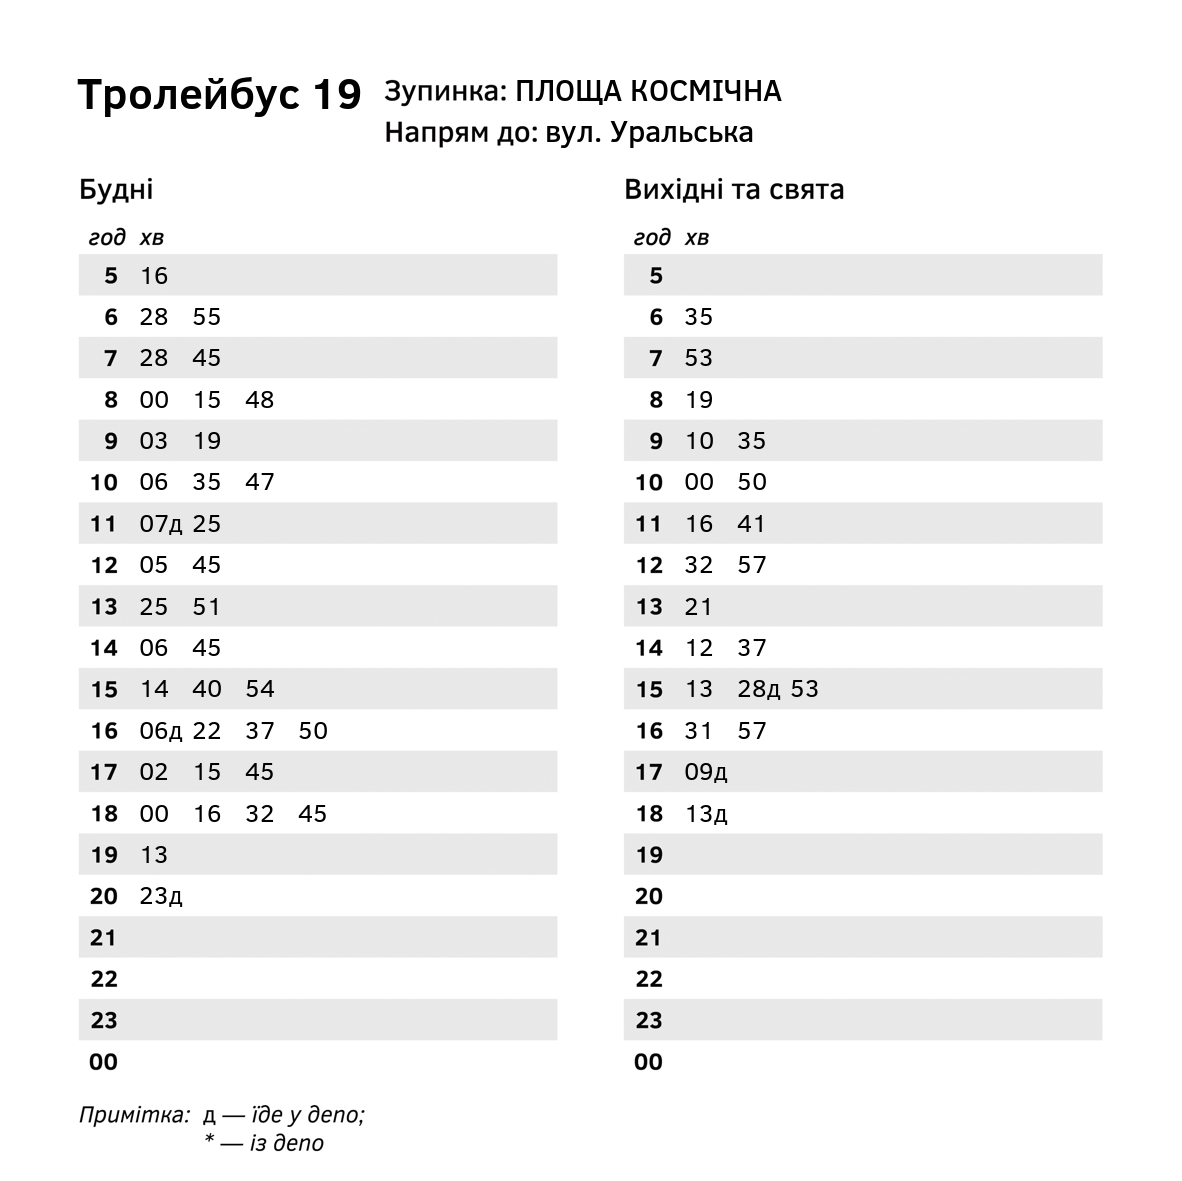 Тролейбус 19
Зупинка: ПЛОЩА КОСМІЧНА
Напрям до: вул. Уральська
Будні
год хв
5 16
6 28 55
7 28 45
8 00 15 48
9 03 19
10 06 35 47
11 07д 25
12 05 45
13 25 51
14 06 45
15 14 40 54
16 06д 22 37 50
17 02 15 45
18 00 16 32 45
19 13
20 23д
21
22
23
00
Вихідні та свята
год хв
5
6 35
7 53
8 19
9 10 35
10 00 50
11 16 41
12 32 57
13 21
14 12 37
15 13 28д 53
16 31 57
17 09д
18 13д
19
20
21
22
23
00
Примітка: д — їде у депо;
* — із депо